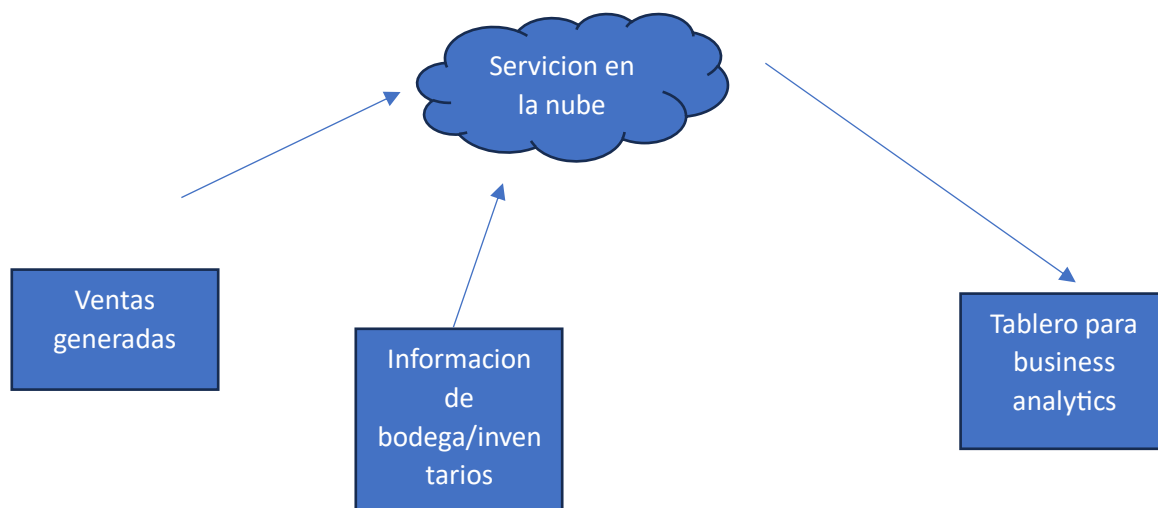 Servicion en
la nube
Ventas
generadas
Informacion
de
bodega/inven
tarios
Tablero para
business
analytics